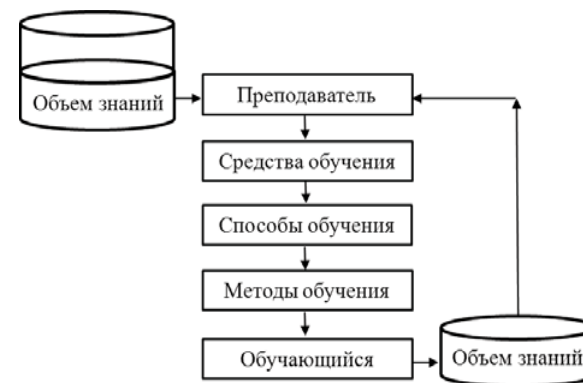 Объем знаний
Преподаватель
Средства обучения
Способы обучения
Методы обучения
Обучающийся
Объем знаний